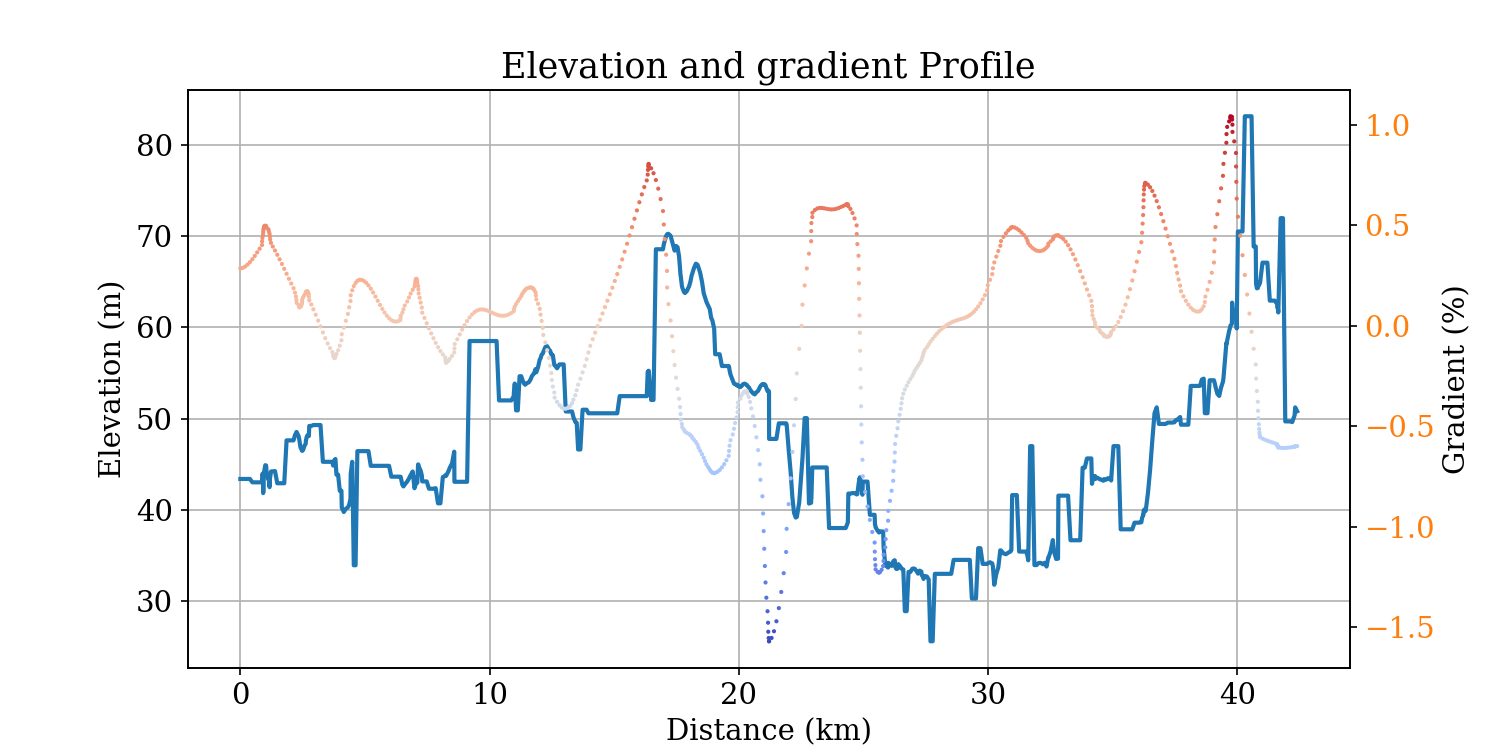 Elevation and gradient Profile
80
70
60
50
40
30
Elevation (m)
1.0
0.5
0.0
−0.5
−1.0
−1.5
Gradient (%)
0 10 20 30 40
Distance (km)